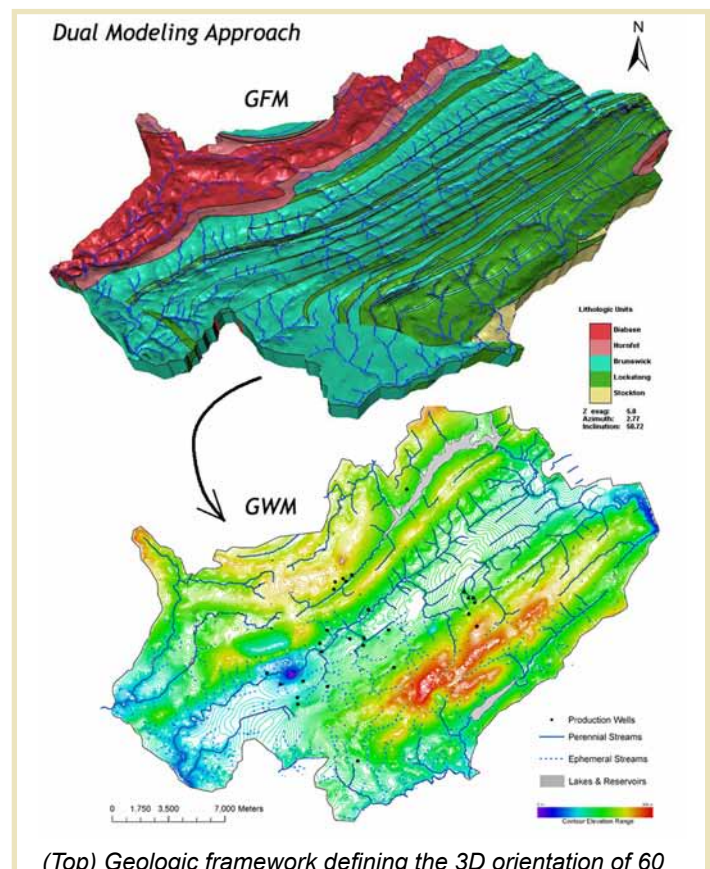 Dual Modeling Approach
N
GFM
Lithologic Units
Diabase
Hornfel
Brunswick
Lockatong
Stockton
Z exag: 5.0
Azimuth: 2.77
Inclination: 50.72
GWM
Production Wells
Perennial Streams
Ephemeral Streams
Lakes & Reservoirs
0 1,750 3,500 7,000 Meters
Contour Elevation Range
(Top) Geologic framework defining the 3D orientation of 60